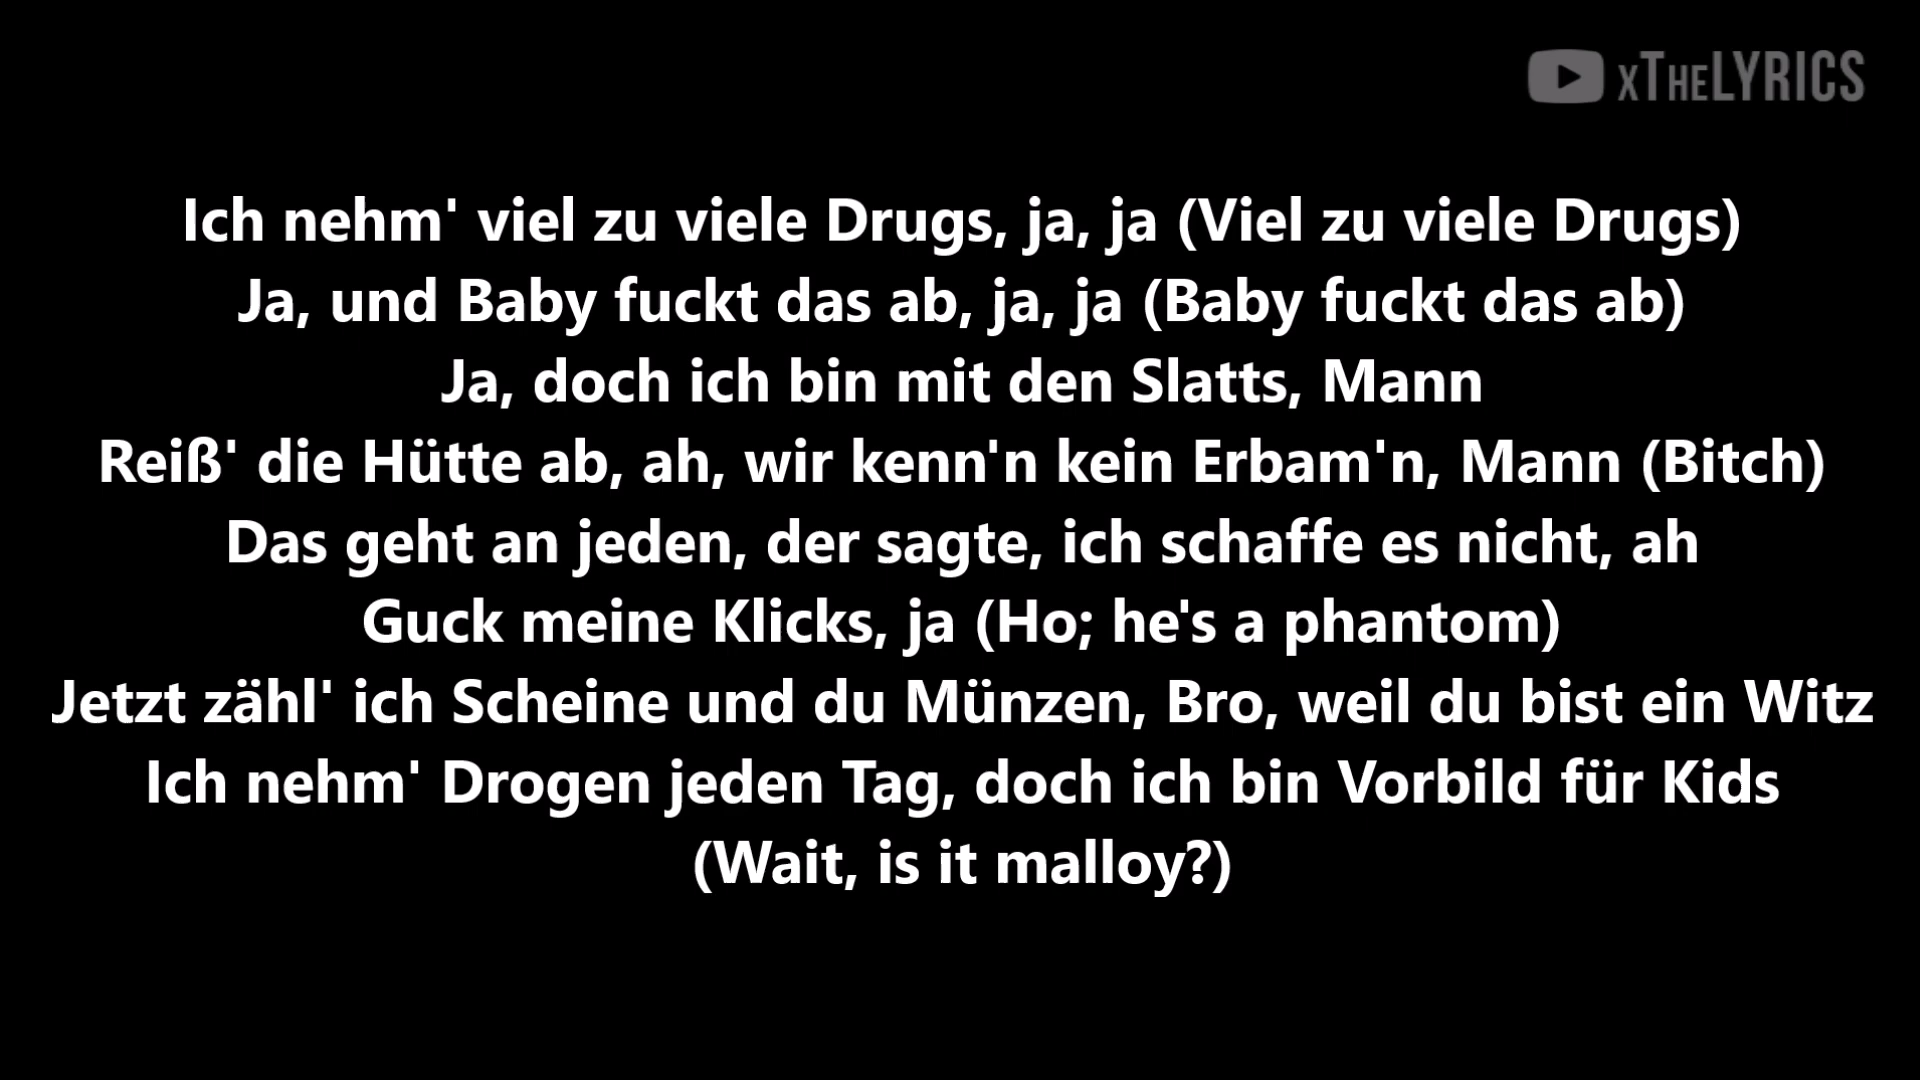 xTheLYRICS
Ich nehm' viel zu viele Drugs, ja, ja (Viel zu viele Drugs)
Ja, und Baby fuckt das ab, ja, ja (Baby fuckt das ab)
Ja, doch ich bin mit den Slatts, Mann
Reiß' die Hütte ab, ah, wir kenn'n kein Erbam'n, Mann (Bitch)
Das geht an jeden, der sagte, ich schaffe es nicht, ah
Guck meine Klicks, ja (Ho; he's a phantom)
Jetzt zähl' ich Scheine und du Münzen, Bro, weil du bist ein Witz
Ich nehm' Drogen jeden Tag, doch ich bin Vorbild für Kids
(Wait, is it malloy?)